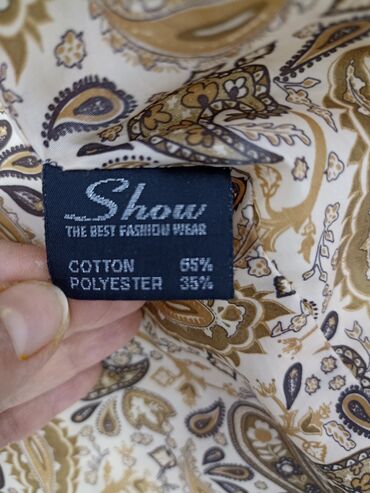 Show
THE BEST FASHION WEAR
COTTON 65%
POLYESTER 35%